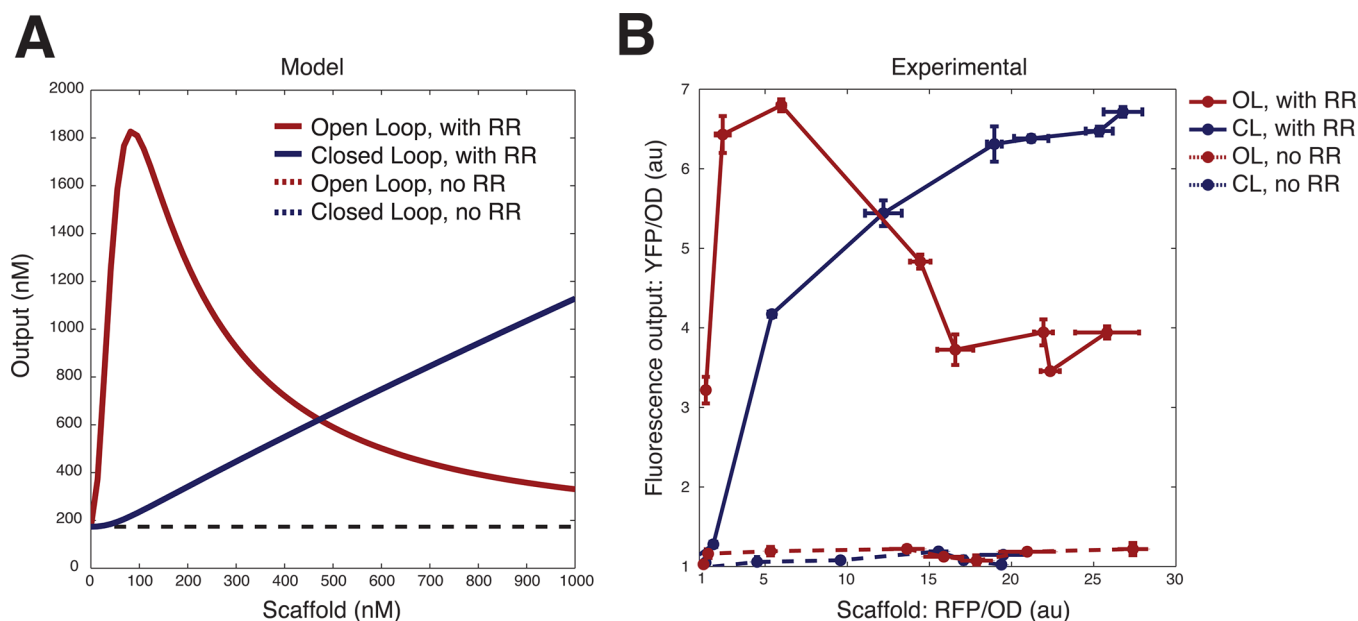 A
Model
2000
1800
1600
1400
1200
1000
800
600
400
200
0
Output (nM)
0 100 200 300 400 500 600 700 800 900 1000
Scaffold (nM)
Open Loop, with RR
Closed Loop, with RR
Open Loop, no RR
Closed Loop, no RR
B
Experimental
7
6
5
4
3
2
1
Fluorescence output: YFP/OD (au)
1 5 10 15 20 25 30
Scaffold: RFP/OD (au)
OL, with RR
CL, with RR
OL, no RR
CL, no RR